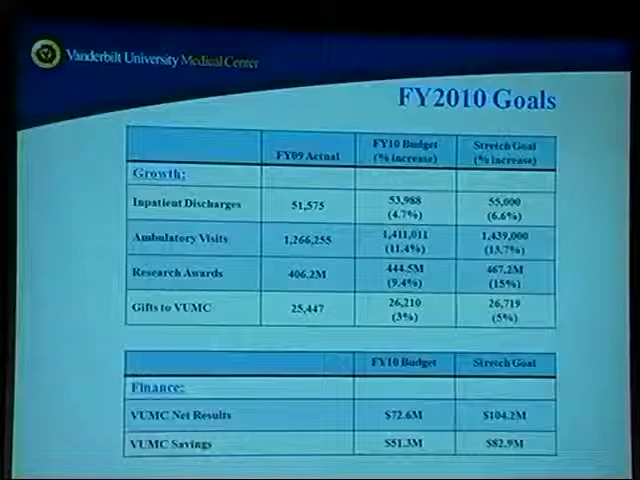 Vanderbilt University Medical Center
FY2010 Goals
FY09 Actual
FY10 Budget
(% increase)
Stretch Goal
(% increase)
Growth:
Inpatient Discharges 51,575 53,988 55,000
(4.7%) (6.6%)
Ambulatory Visits 1,266,255 1,411,011 1,439,000
(11.4%) (13.7%)
Research Awards 406.2M 444.5M 467.2M
(9.4%) (15%)
Gifts to VUMC 25,447 26,210 26,719
(3%) (5%)
FY10 Budget Stretch Goal
Finance:
VUMC Net Results $72.6M $104.2M
VUMC Savings $51.3M $82.9M